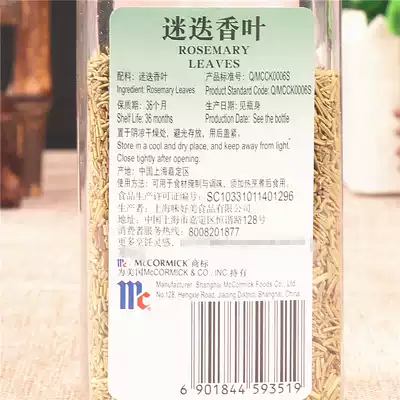 迷迭香叶
ROSEMARY
LEAVES
配料：迷迭香叶 产品标准号：Q/MCCK0006S
Ingredient: Rosemary Leaves Product Standard Code: Q/MCCK0006S
保质期：36个月 生产日期：见瓶身
Shelf Life: 36 months Production Date: See the bottle
置于阴凉干燥处，避光存放，用后盖紧。
Store in a cool and dry place, and keep away from light.
Close tightly after opening.
产地：中国上海嘉定区
使用方法：可用于食材腌制与调味，须加热烹煮后食用。
食品生产许可证编号：SC10331011401296
生产者：上海味好美食品有限公司
地址：中国上海市嘉定区恒谐路128号
消费者服务热线：8008201877
更多烹饪灵感
McCORMICK 商标
为美国McCORMICK & CO., INC.持有
Manufacturer: Shanghai McCormick Foods Co., Ltd.
No.128, Hengxie Road, Jiading District, Shanghai, China
Mc
6 901844 593519